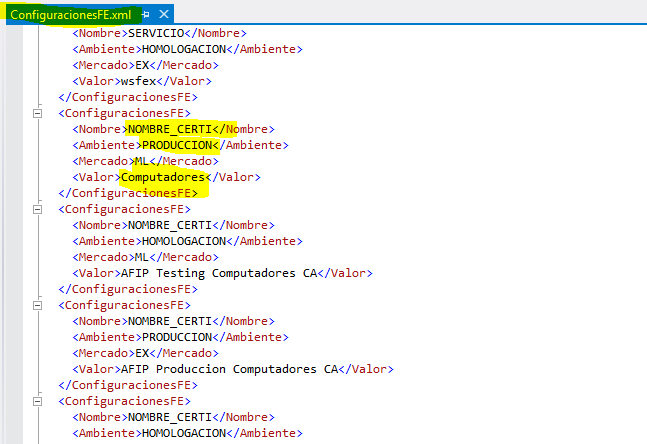 ConfiguracionesFE.xml
<Nombre>SERVICIO</Nombre>
<Ambiente>HOMOLOGACION</Ambiente>
<Mercado>EX</Mercado>
<Valor>wsfex</Valor>
</ConfiguracionesFE>
<ConfiguracionesFE>
<Nombre>NOMBRE_CERTI</Nombre>
<Ambiente>PRODUCCION</Ambiente>
<Mercado>ML</Mercado>
<Valor>Computadores</Valor>
</ConfiguracionesFE>
<ConfiguracionesFE>
<Nombre>NOMBRE_CERTI</Nombre>
<Ambiente>HOMOLOGACION</Ambiente>
<Mercado>ML</Mercado>
<Valor>AFIP Testing Computadores CA</Valor>
</ConfiguracionesFE>
<ConfiguracionesFE>
<Nombre>NOMBRE_CERTI</Nombre>
<Ambiente>PRODUCCION</Ambiente>
<Mercado>EX</Mercado>
<Valor>AFIP Produccion Computadores CA</Valor>
</ConfiguracionesFE>
<ConfiguracionesFE>
<Nombre>NOMBRE_CERTI</Nombre>
<Ambiente>HOMOLOGACION</Ambiente>